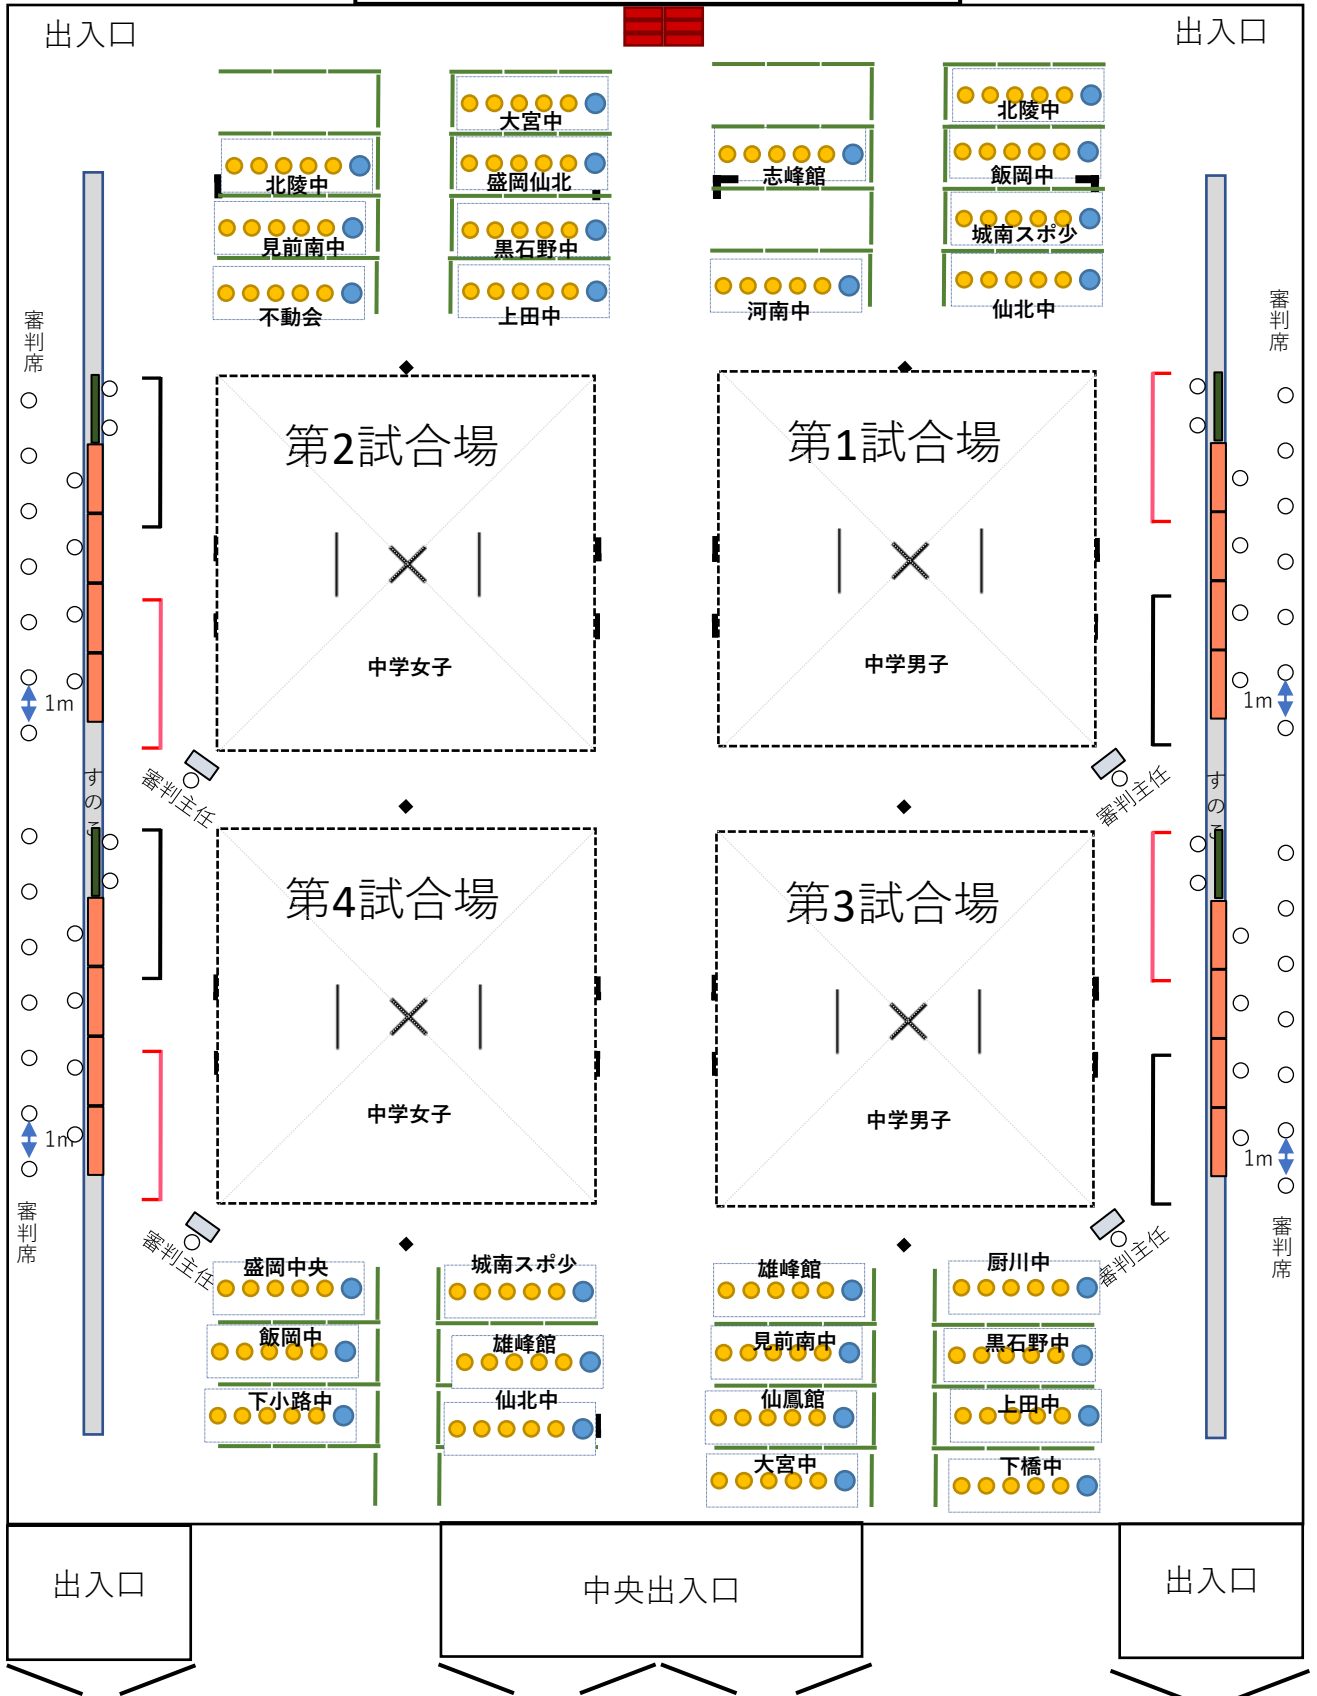 出入口
出入口
大宮中
北陵中
北陵中
盛岡仙北
志峰館
飯岡中
見前南中
黒石野中
城南スポ少
不動会
上田中
河南中
仙北中
審判席
審判席
第2試合場
第1試合場
中学女子
中学男子
1m
1m
すのこ
すのこ
審判主任
審判主任
第4試合場
第3試合場
中学女子
中学男子
1m
1m
審判席
審判席
審判主任
審判主任
盛岡中央
城南スポ少
雄峰館
厨川中
飯岡中
雄峰館
見前南中
黒石野中
下小路中
仙北中
仙鳳館
上田中
大宮中
下橋中
出入口
中央出入口
出入口